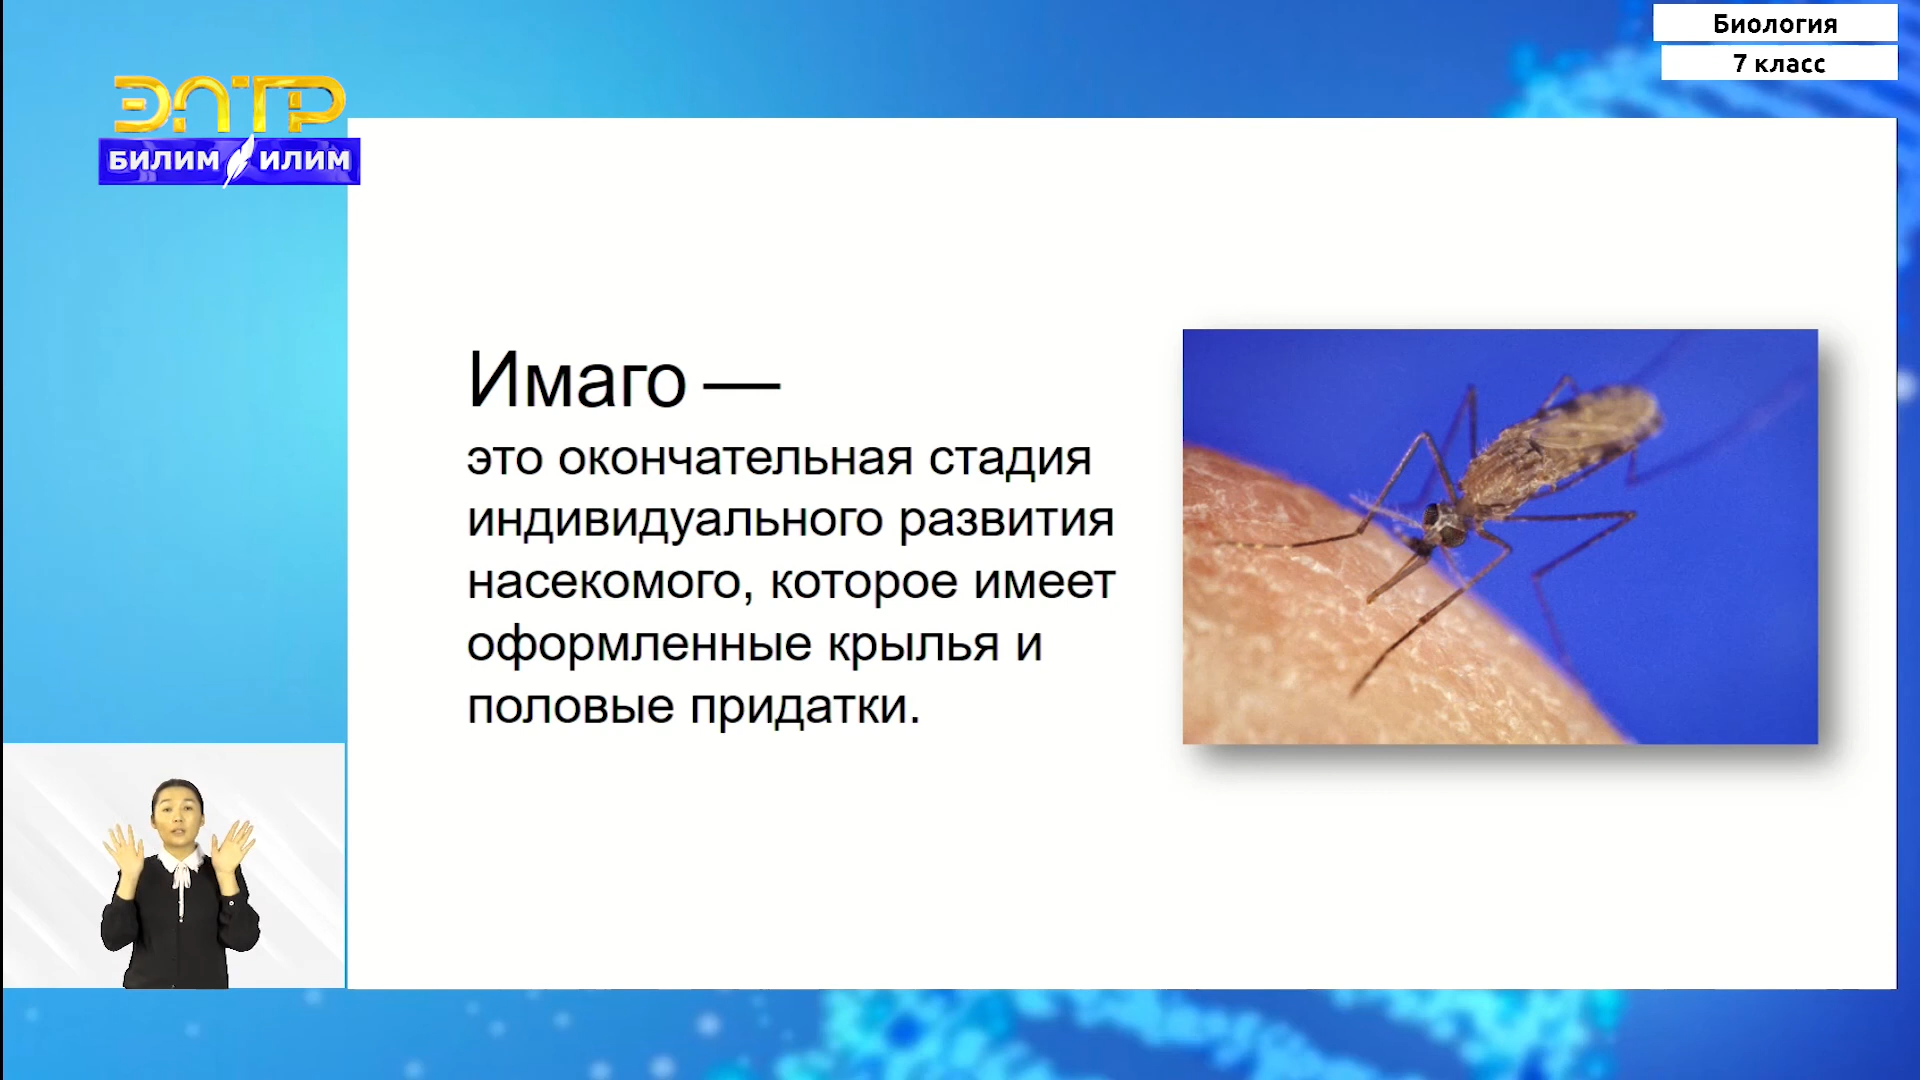 Биология
7 класс
ЭЛТР
БИЛИМ ИЛИМ
Имаго —
это окончательная стадия
индивидуального развития
насекомого, которое имеет
оформленные крылья и
половые придатки.